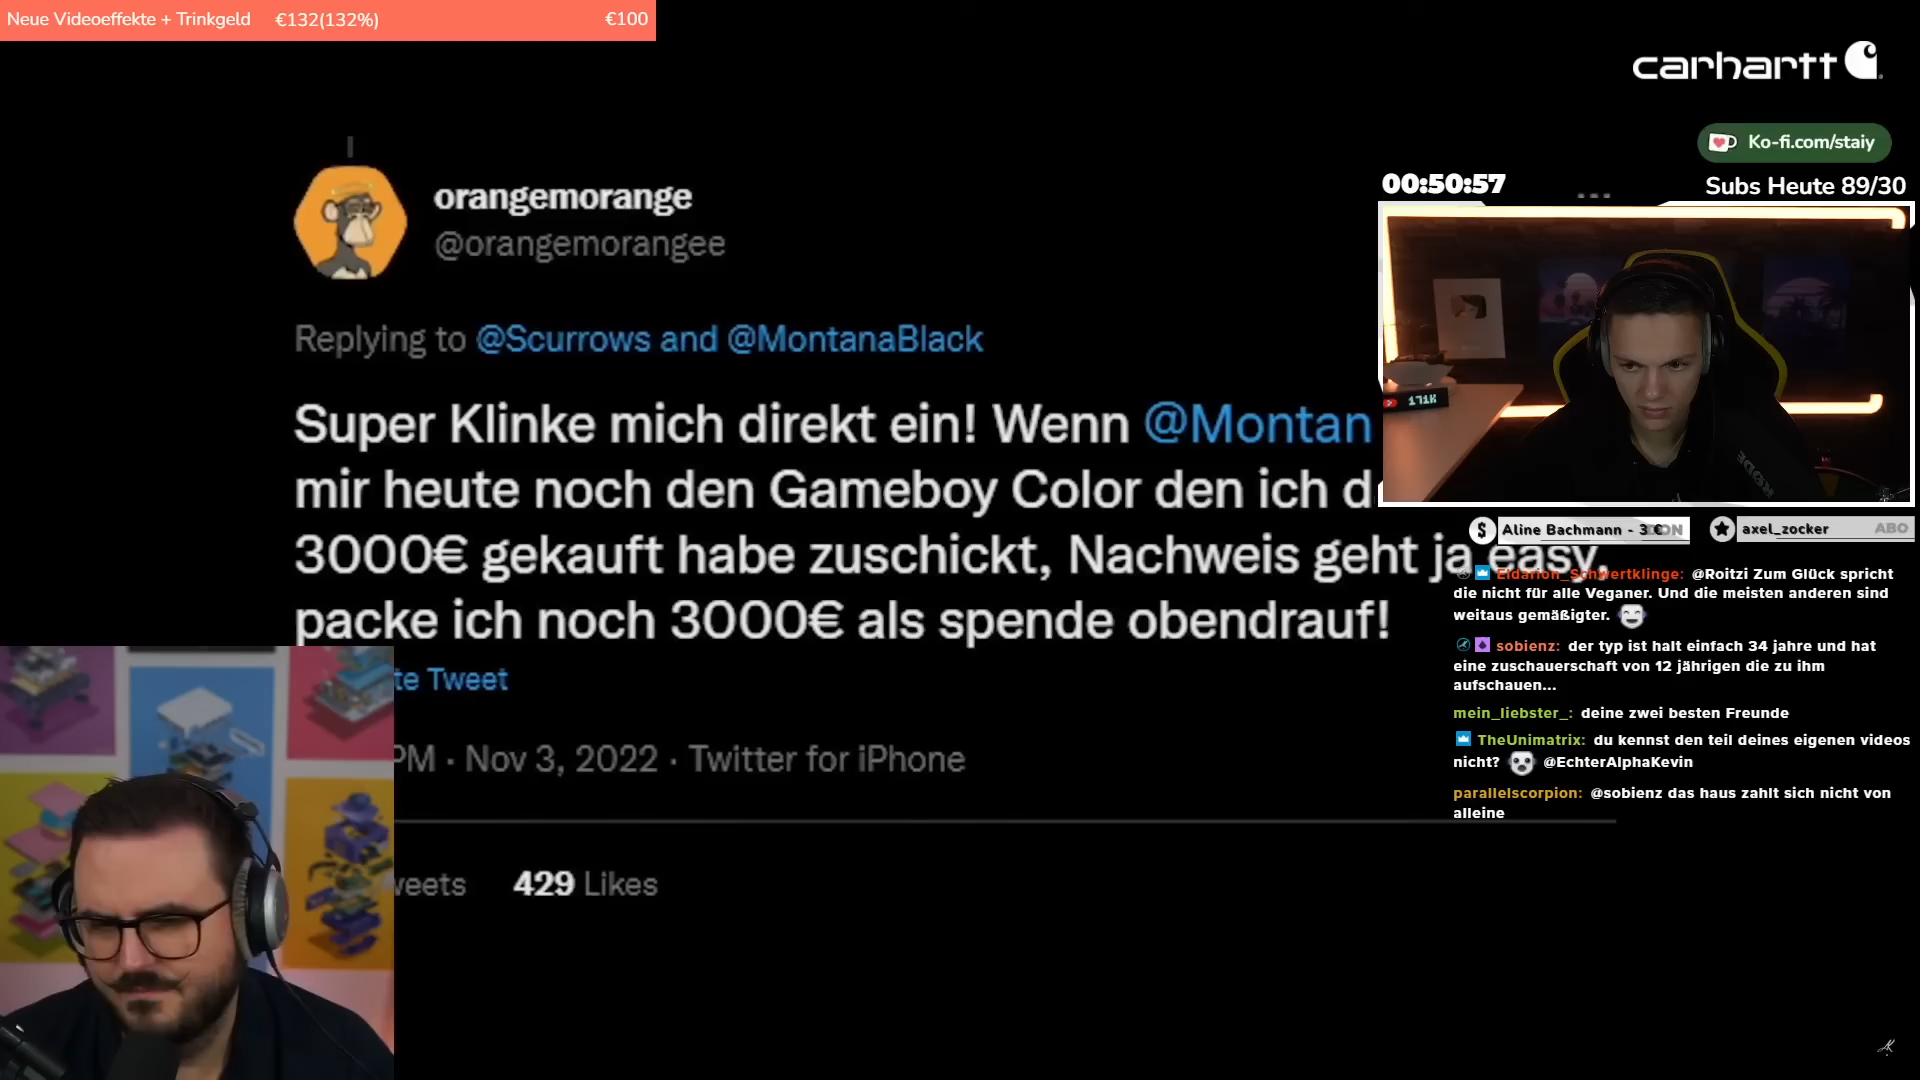 Neue Videoeffekte + Trinkgeld €132(132%) €100
carhartt
Ko-fi.com/staiy
00:50:57 Subs Heute 89/30
orangemorange
@orangemorangee
Replying to @Scurrows and @MontanaBlack
Super Klinke mich direkt ein! Wenn @Montan
mir heute noch den Gameboy Color den ich d
3000€ gekauft habe zuschickt, Nachweis geht ja easy,
packe ich noch 3000€ als spende obendrauf!
te Tweet
PM · Nov 3, 2022 · Twitter for iPhone
weets 429 Likes
171K
Aline Bachmann - 3 €
axel_zocker ABO
Eldarion_Schwertklinge: @Roitzi Zum Glück spricht
die nicht für alle Veganer. Und die meisten anderen sind
weitaus gemäßigter.
sobienz: der typ ist halt einfach 34 jahre und hat
eine zuschauerschaft von 12 jährigen die zu ihm
aufschauen...
mein_liebster_: deine zwei besten Freunde
TheUnimatrix: du kennst den teil deines eigenen videos
nicht? @EchterAlphaKevin
parallelscorpion: @sobienz das haus zahlt sich nicht von
alleine